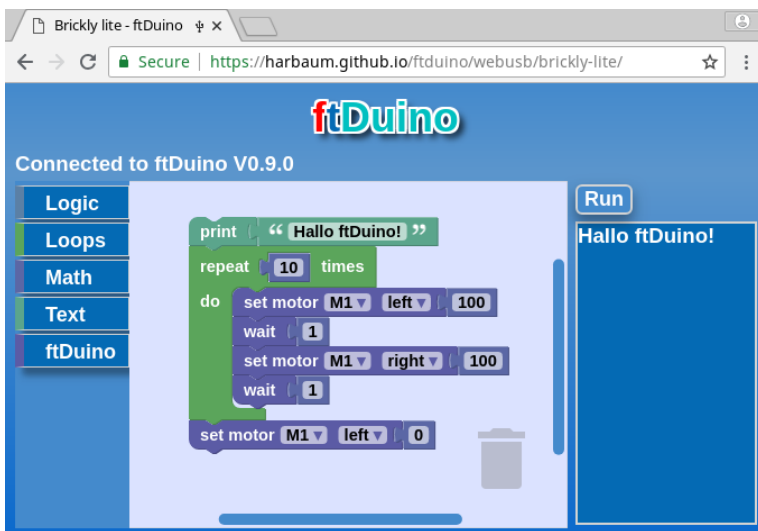 Brickly lite - ftDuino
Secure | https://harbaum.github.io/ftduino/webusb/brickly-lite/
ftDuino
Connected to ftDuino V0.9.0
Logic
Loops
Math
Text
ftDuino
print “ Hallo ftDuino! ”
repeat 10 times
do set motor M1 left 100
wait 1
set motor M1 right 100
wait 1
set motor M1 left 0
Run
Hallo ftDuino!